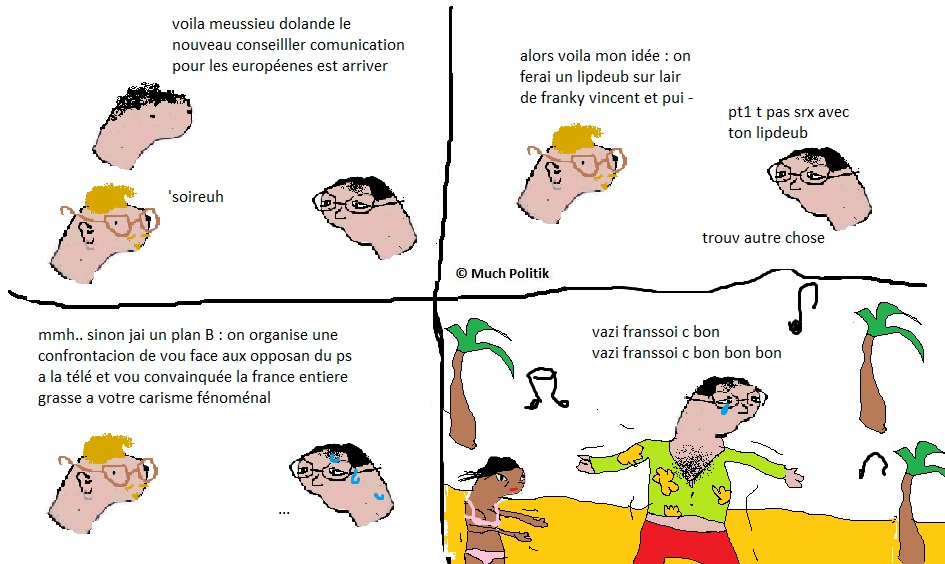 voila meussieu dolande le
nouveau conseilller comunication
pour les européenes est arriver
'soireuh
alors voila mon idée : on
ferai un lipdeub sur lair
de franky vincent et pui -
pt1 t pas srx avec
ton lipdeub
trouv autre chose
© Much Politik
mmh.. sinon jai un plan B : on organise une
confrontacion de vou face aux opposan du ps
a la télé et vou convainquée la france entiere
grasse a votre carisme fénoménal
...
vazi franssoi c bon
vazi franssoi c bon bon bon